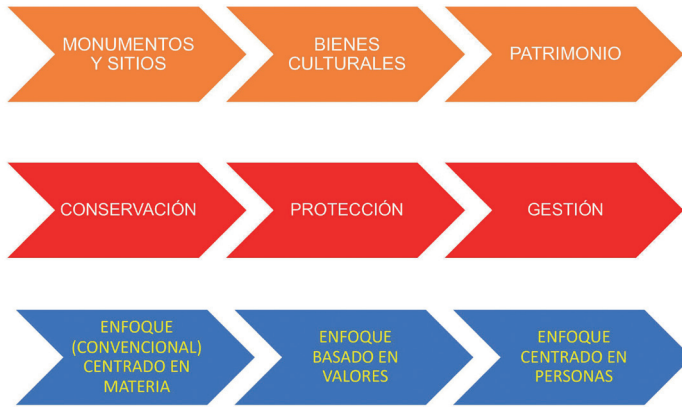 MONUMENTOS
Y SITIOS
BIENES
CULTURALES
PATRIMONIO
CONSERVACIÓN
PROTECCIÓN
GESTIÓN
ENFOQUE
(CONVENCIONAL)
CENTRADO EN
MATERIA
ENFOQUE
BASADO EN
VALORES
ENFOQUE
CENTRADO EN
PERSONAS